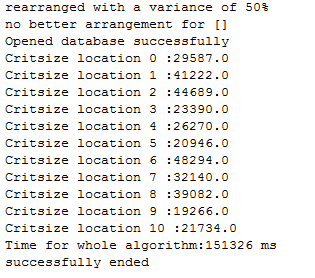 rearranged with a variance of 50%
no better arrangement for []
Opened database successfully
Critsize location 0 :29587.0
Critsize location 1 :41222.0
Critsize location 2 :44689.0
Critsize location 3 :23390.0
Critsize location 4 :26270.0
Critsize location 5 :20946.0
Critsize location 6 :48294.0
Critsize location 7 :32140.0
Critsize location 8 :39082.0
Critsize location 9 :19266.0
Critsize location 10 :21734.0
Time for whole algorithm:151326 ms
successfully ended